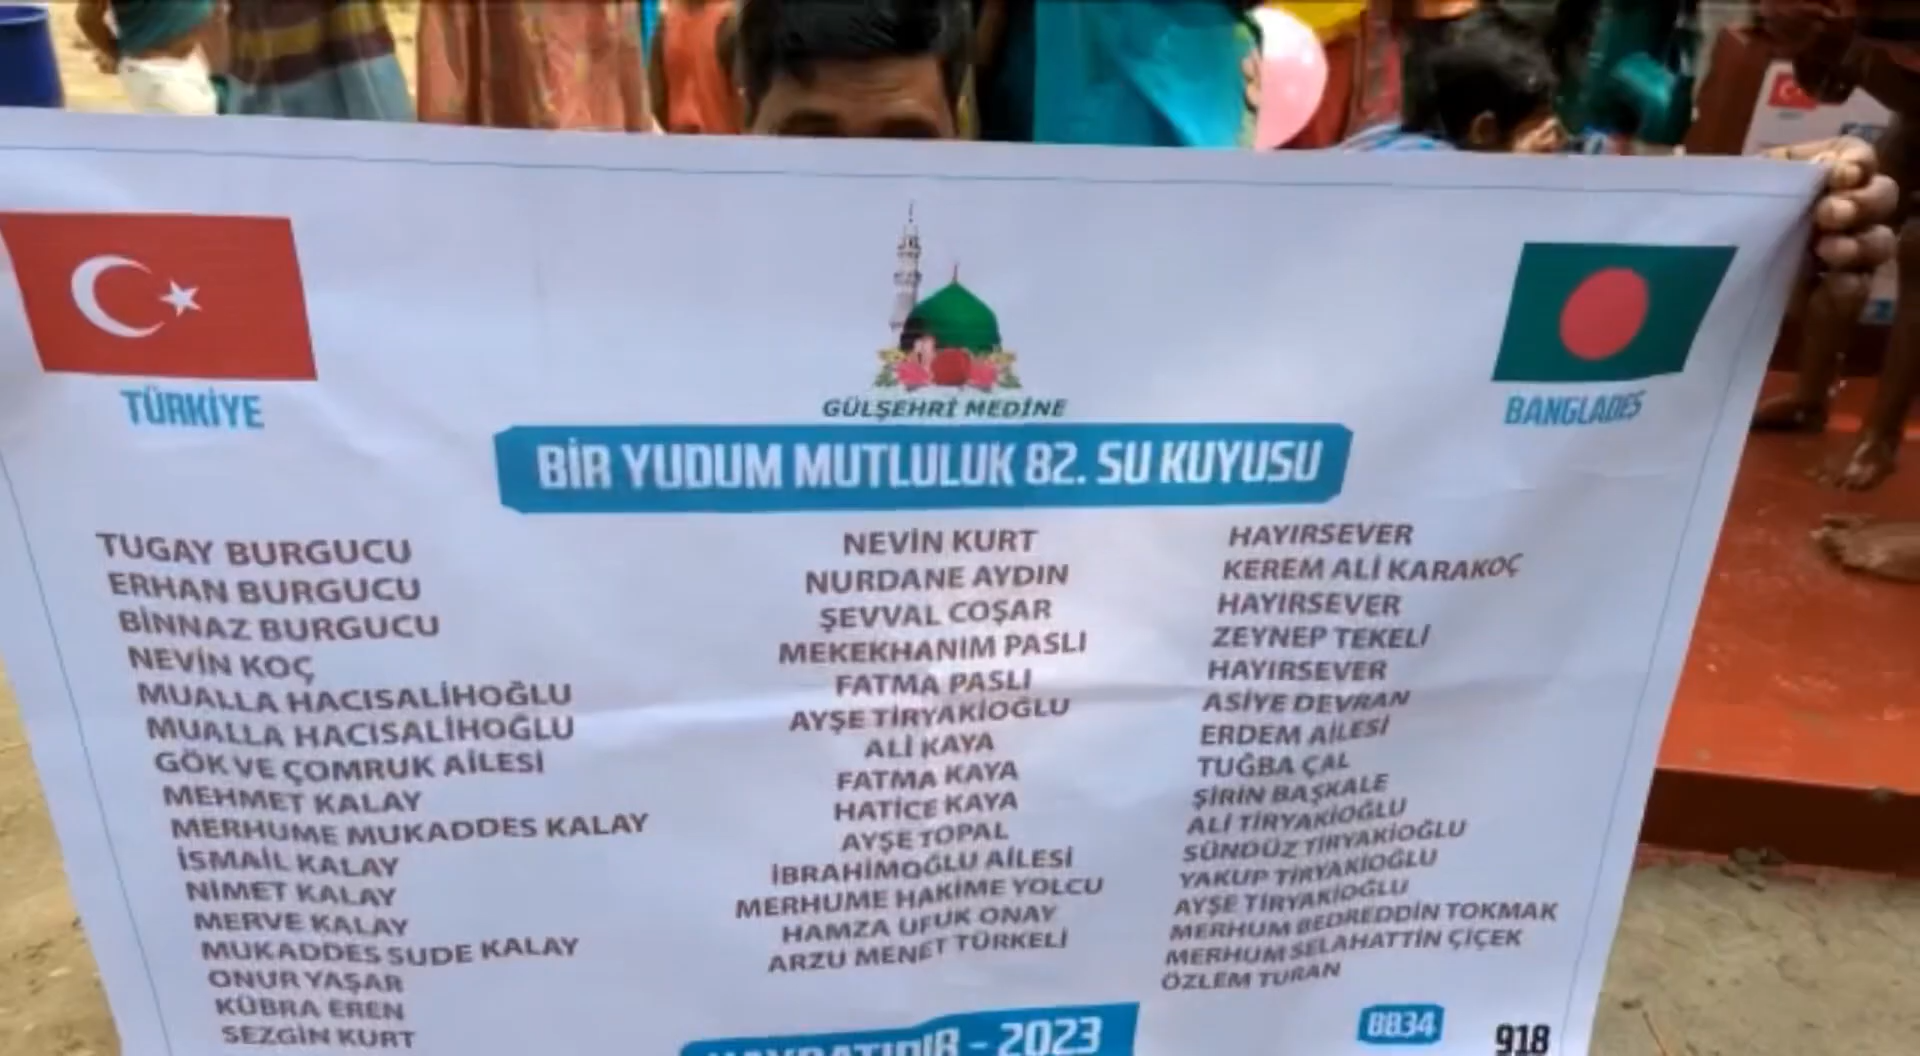 TÜRKİYE
GÜLŞEHRİ MEDİNE
BANGLADEŞ
BİR YUDUM MUTLULUK 82. SU KUYUSU
TUGAY BURGUCU
ERHAN BURGUCU
BİNNAZ BURGUCU
NEVİN KOÇ
MUALLA HACISALİHOĞLU
MUALLA HACISALİHOĞLU
GÖK VE ÇOMRUK AİLESİ
MEHMET KALAY
MERHUME MUKADDES KALAY
İSMAİL KALAY
NİMET KALAY
MERVE KALAY
MUKADDES SUDE KALAY
ONUR YAŞAR
KÜBRA EREN
SEZGİN KURT
NEVİN KURT
NURDANE AYDIN
ŞEVVAL COŞAR
MEKEKHANIM PASLI
FATMA PASLI
AYŞE TİRYAKİOĞLU
ALİ KAYA
FATMA KAYA
HATİCE KAYA
AYŞE TOPAL
İBRAHİMOĞLU AİLESİ
MERHUME HAKİME YOLCU
HAMZA UFUK ONAY
ARZU MENET TÜRKELİ
HAYIRSEVER
KEREM ALİ KARAKOÇ
HAYIRSEVER
ZEYNEP TEKELİ
HAYIRSEVER
ASİYE DEVRAN
ERDEM AİLESİ
TUĞBA ÇAL
ŞİRİN BAŞKALE
ALİ TİRYAKİOĞLU
SÜNDÜZ TİRYAKİOĞLU
YAKUP TİRYAKİOĞLU
AYŞE TİRYAKİOĞLU
MERHUM BEDREDDİN TOKMAK
MERHUM SELAHATTİN ÇİÇEK
ÖZLEM TURAN
HAYRATIDIR - 2023
8834
918